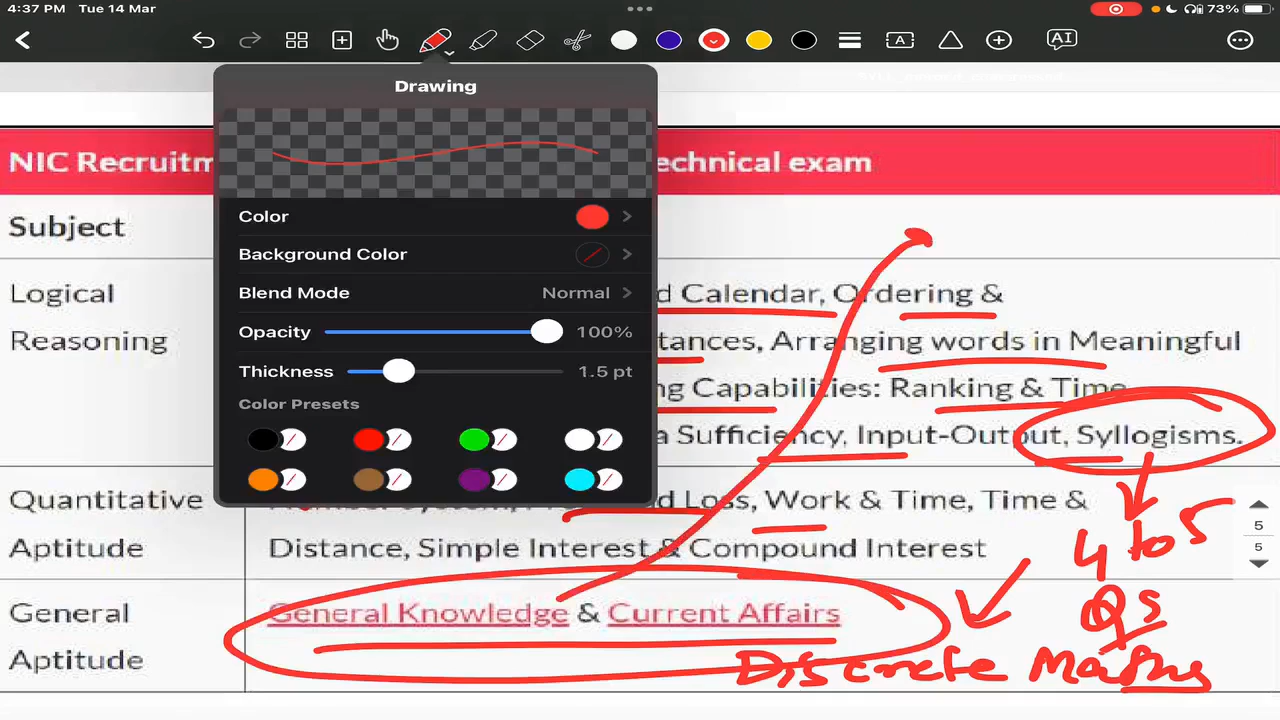 4:37 PM Tue 14 Mar
73%
A
AI
Drawing
NIC Recruitm
echnical exam
Color
Subject
Background Color
Blend Mode Normal
Logical
d Calendar, Ordering &
Opacity 100%
Reasoning
tances, Arranging words in Meaningful
Thickness 1.5 pt
ng Capabilities: Ranking & Time
Color Presets
a Sufficiency, Input-Output, Syllogisms.
Quantitative
d Loss, Work & Time, Time &
5
4 to 5
Aptitude
Distance, Simple Interest & Compound Interest
5
Qs
General
General Knowledge & Current Affairs
Aptitude
Discrete Maths